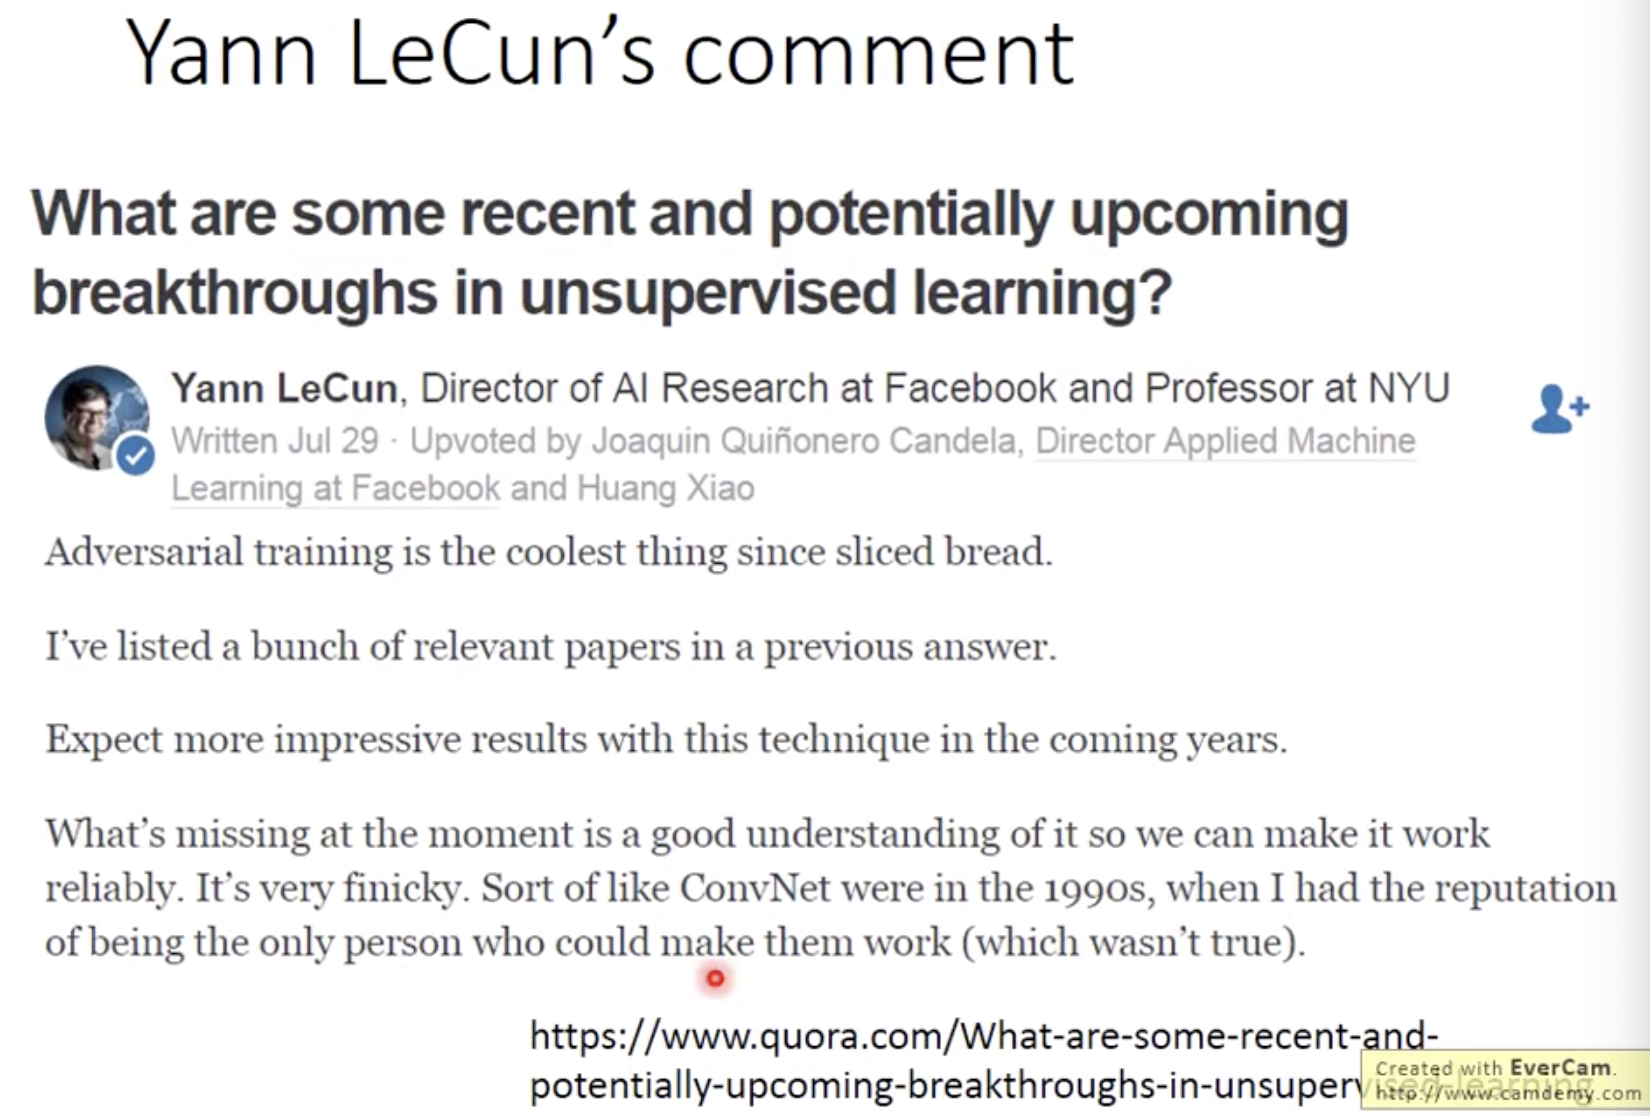 Yann LeCun’s comment
What are some recent and potentially upcoming
breakthroughs in unsupervised learning?
Yann LeCun, Director of AI Research at Facebook and Professor at NYU
Written Jul 29 · Upvoted by Joaquin Quiñonero Candela, Director Applied Machine
Learning at Facebook and Huang Xiao
Adversarial training is the coolest thing since sliced bread.
I’ve listed a bunch of relevant papers in a previous answer.
Expect more impressive results with this technique in the coming years.
What’s missing at the moment is a good understanding of it so we can make it work
reliably. It’s very finicky. Sort of like ConvNet were in the 1990s, when I had the reputation
of being the only person who could make them work (which wasn’t true).
https://www.quora.com/What-are-some-recent-and-
potentially-upcoming-breakthroughs-in-unsupervised-learning
Created with EverCam.
http://www.camdemy.com